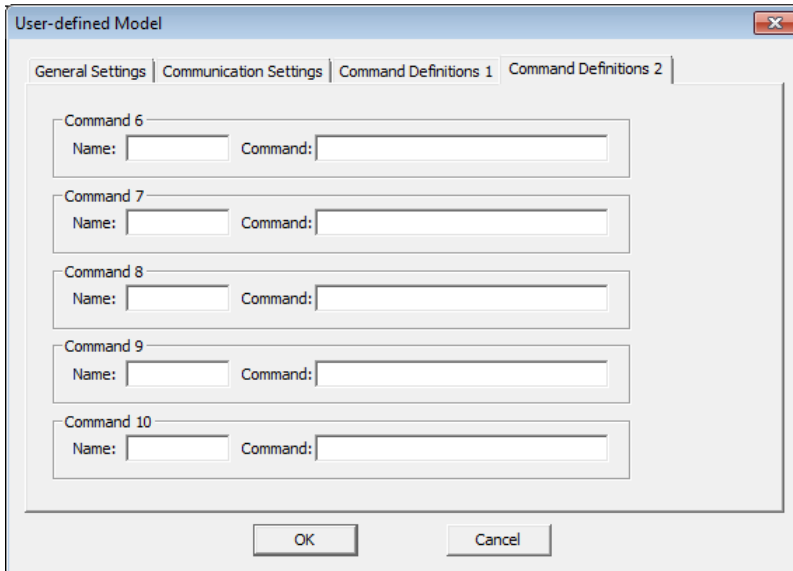 User-defined Model
General Settings Communication Settings Command Definitions 1 Command Definitions 2
Command 6
Name: Command:
Command 7
Name: Command:
Command 8
Name: Command:
Command 9
Name: Command:
Command 10
Name: Command:
OK Cancel